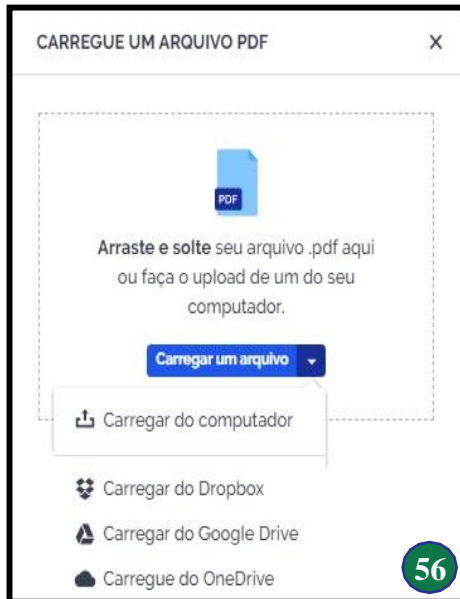 CARREGUE UM ARQUIVO PDF X
PDF
Arraste e solte seu arquivo .pdf aqui
ou faça o upload de um do seu
computador.
Carregar um arquivo
Carregar do computador
Carregar do Dropbox
Carregar do Google Drive
Carregue do OneDrive
56